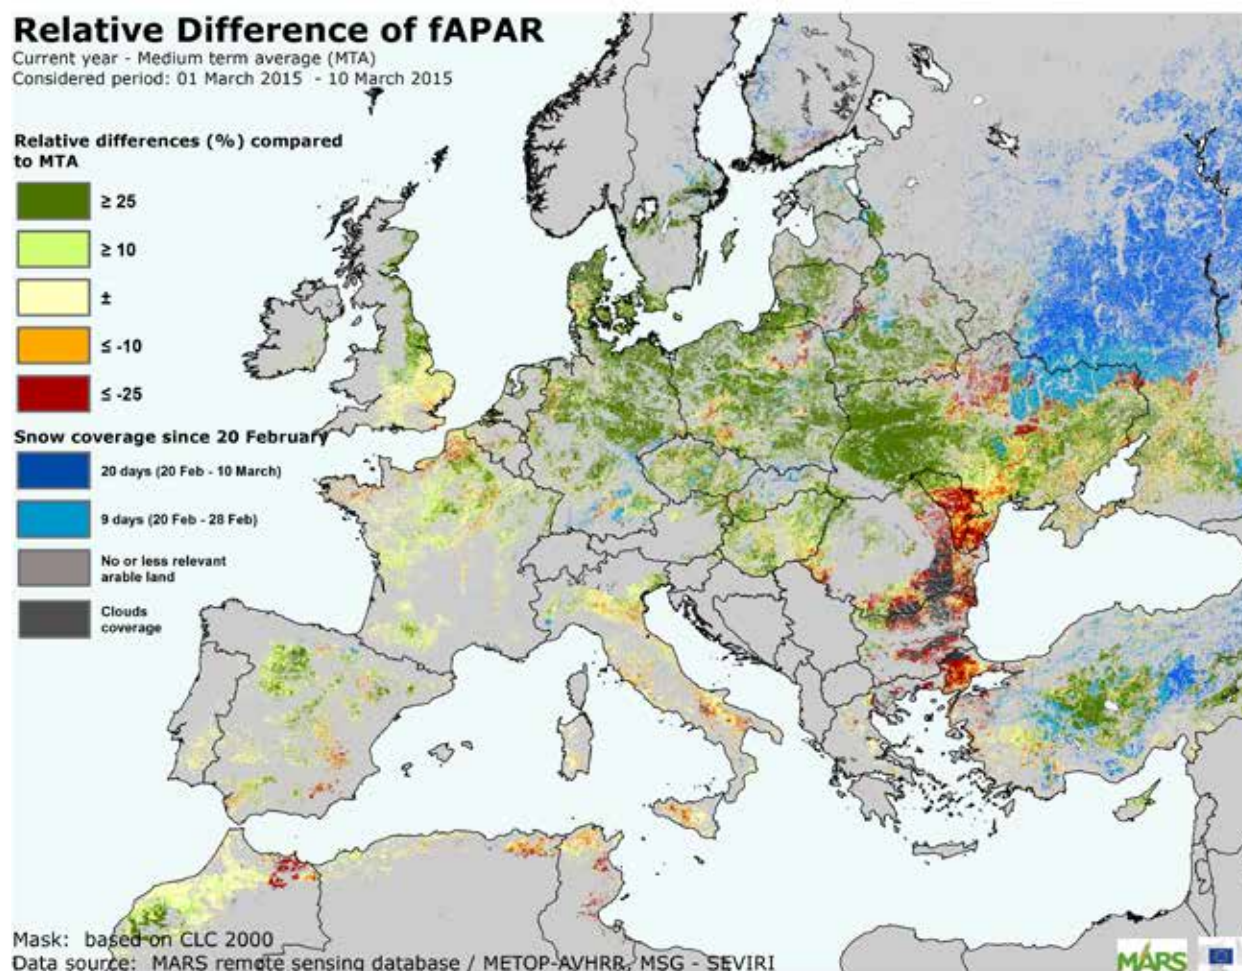 Relative Difference of fAPAR
Current year - Medium term average (MTA)
Considered period: 01 March 2015 - 10 March 2015
Relative differences (%) compared
to MTA
≥ 25
≥ 10
±
≤ -10
≤ -25
Snow coverage since 20 February
20 days (20 Feb - 10 March)
9 days (20 Feb - 28 Feb)
No or less relevant
arable land
Clouds
coverage
Mask: based on CLC 2000
Data source: MARS remote sensing database / METOP-AVHRR, MSG - SEVIRI
MARS